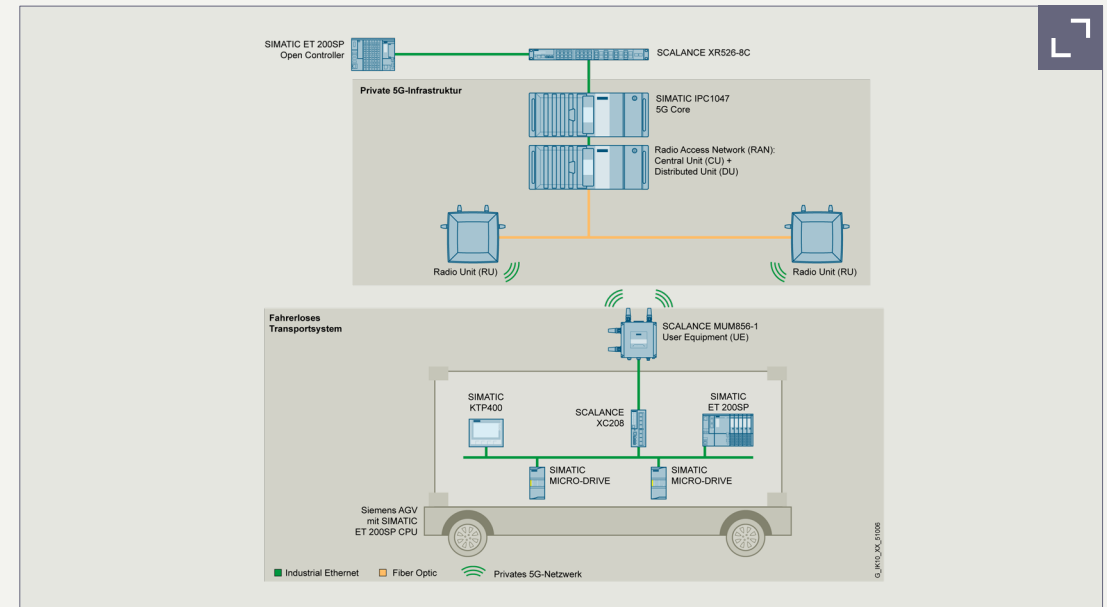 SIMATIC ET 200SP
Open Controller
SCALANCE XR526-8C
Private 5G-Infrastruktur
SIMATIC IPC1047
5G Core
Radio Access Network (RAN):
Central Unit (CU) +
Distributed Unit (DU)
Radio Unit (RU)
Radio Unit (RU)
Fahrerloses
Transportsystem
SCALANCE MUM856-1
User Equipment (UE)
SIMATIC
KTP400
SCALANCE
XC208
SIMATIC
ET 200SP
SIMATIC
MICRO-DRIVE
SIMATIC
MICRO-DRIVE
Siemens AGV
mit SIMATIC
ET 200SP CPU
Industrial Ethernet
Fiber Optic
Privates 5G-Netzwerk
G_IK10_XX_51006